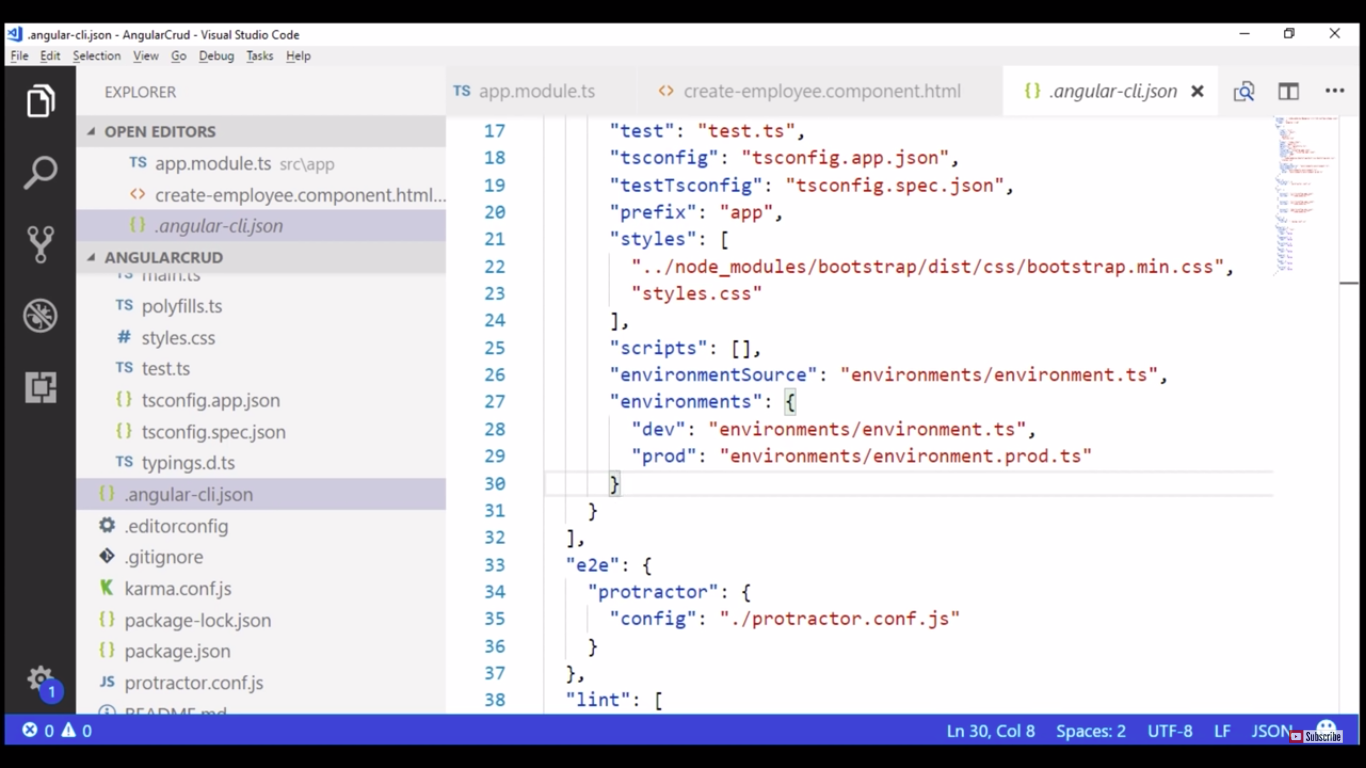 .angular-cli.json - AngularCrud - Visual Studio Code
File Edit Selection View Go Debug Tasks Help
EXPLORER
OPEN EDITORS
TS app.module.ts src\app
<> create-employee.component.html...
{} .angular-cli.json
ANGULARCRUD
TS main.ts
TS polyfills.ts
# styles.css
TS test.ts
{} tsconfig.app.json
{} tsconfig.spec.json
TS typings.d.ts
{} .angular-cli.json
.editorconfig
.gitignore
K karma.conf.js
{} package-lock.json
{} package.json
JS protractor.conf.js
README.md
1
TS app.module.ts <> create-employee.component.html {} .angular-cli.json
17 "test": "test.ts",
18 "tsconfig": "tsconfig.app.json",
19 "testTsconfig": "tsconfig.spec.json",
20 "prefix": "app",
21 "styles": [
22 "../node_modules/bootstrap/dist/css/bootstrap.min.css",
23 "styles.css"
24 ],
25 "scripts": [],
26 "environmentSource": "environments/environment.ts",
27 "environments": {
28 "dev": "environments/environment.ts",
29 "prod": "environments/environment.prod.ts"
30 }
31 }
32 ],
33 "e2e": {
34 "protractor": {
35 "config": "./protractor.conf.js"
36 }
37 },
38 "lint": [
0 0 Ln 30, Col 8 Spaces: 2 UTF-8 LF JSON
Subscribe